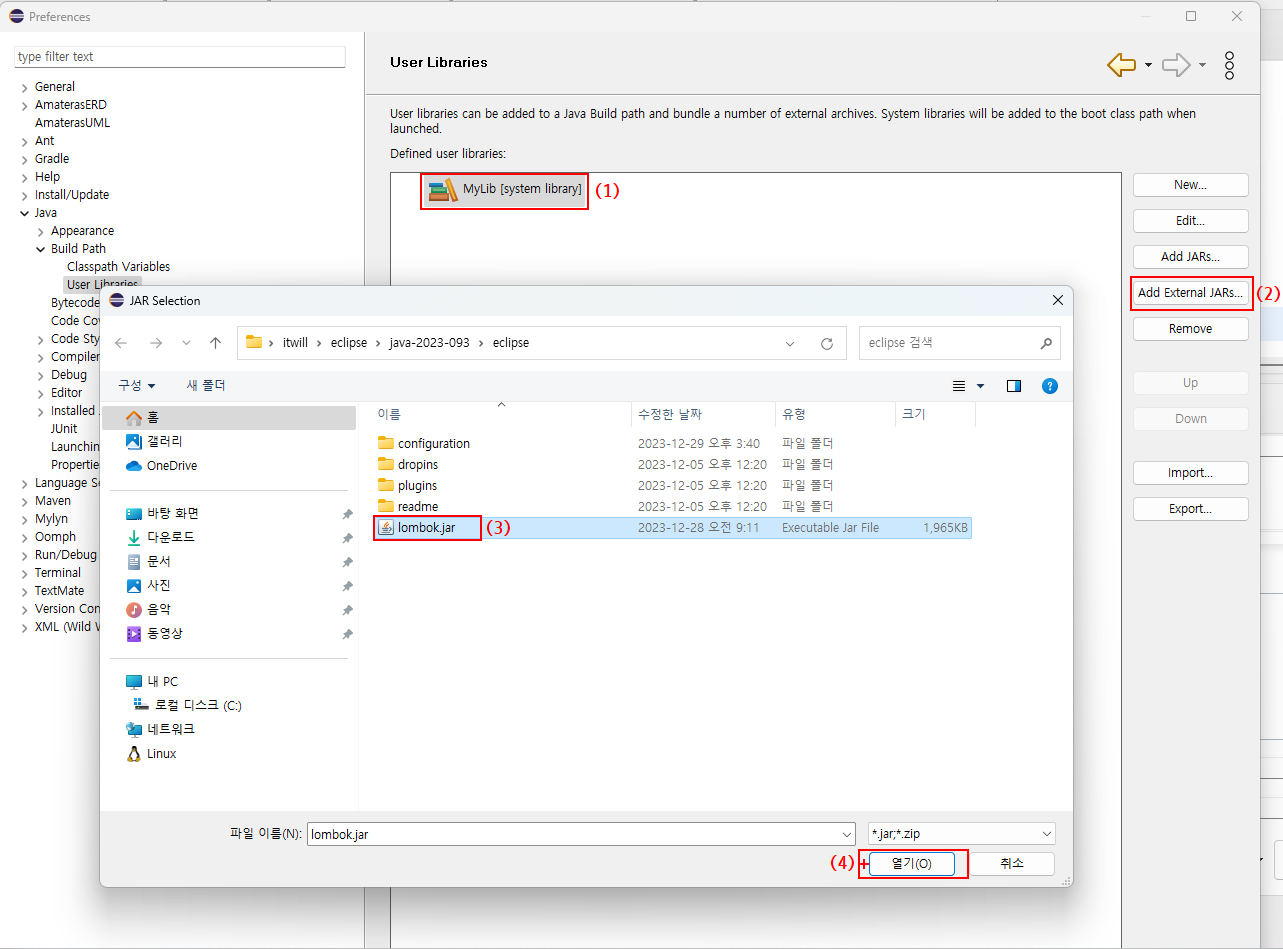 Preferences
type filter text
General
AmaterasERD
AmaterasUML
Ant
Gradle
Help
Install/Update
Java
Appearance
Build Path
Classpath Variables
User Libraries
Bytecode
Code Cov
Code Sty
Compiler
Debug
Editor
Installed
JUnit
Launchin
Propertie
Language Se
Maven
Mylyn
Oomph
Run/Debug
Terminal
TextMate
Version Con
XML (Wild W
User Libraries
User libraries can be added to a Java Build path and bundle a number of external archives. System libraries will be added to the boot class path when
launched.
Defined user libraries:
MyLib [system library] (1)
New...
Edit...
Add JARs...
Add External JARs... (2)
Remove
Up
Down
Import...
Export...
JAR Selection
itwill > eclipse > java-2023-093 > eclipse
eclipse 검색
구성 새 폴더
홈
갤러리
OneDrive
바탕 화면
다운로드
문서
사진
음악
동영상
내 PC
로컬 디스크 (C:)
네트워크
Linux
이름 수정한 날짜 유형 크기
configuration 2023-12-29 오후 3:40 파일 폴더
dropins 2023-12-05 오후 12:20 파일 폴더
plugins 2023-12-05 오후 12:20 파일 폴더
readme 2023-12-05 오후 12:20 파일 폴더
lombok.jar (3) 2023-12-28 오전 9:11 Executable Jar File 1,965KB
파일 이름(N): lombok.jar *.jar;*.zip
(4) 열기(O) 취소